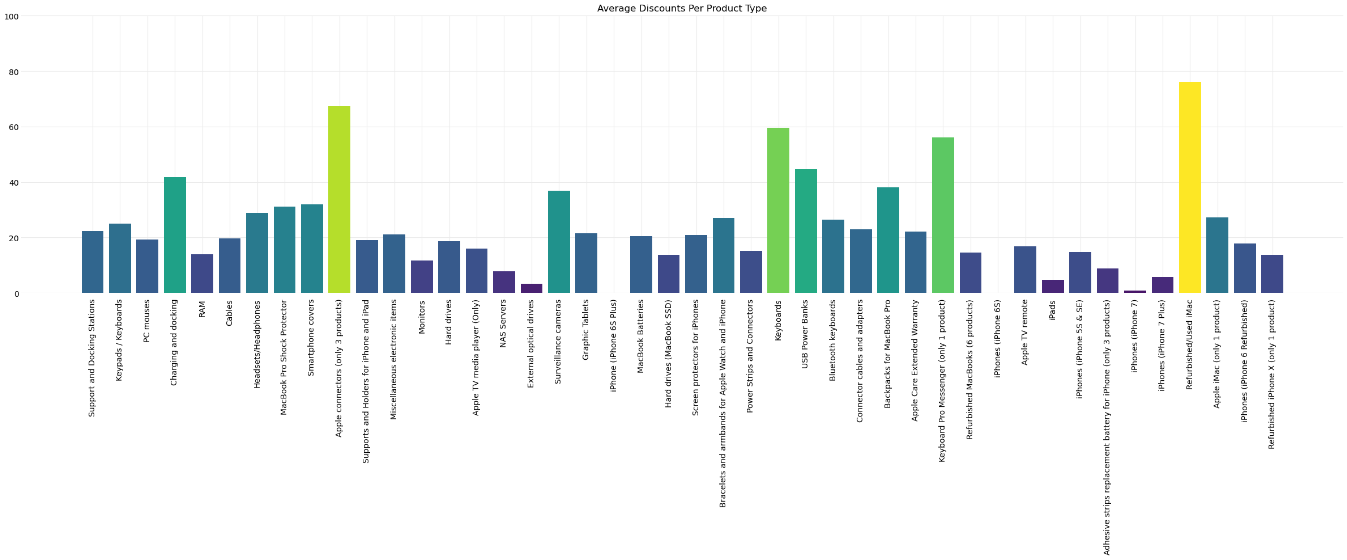 Average Discounts Per Product Type
100
80
60
40
20
0
Support and Docking Stations
Keypads / Keyboards
PC mouses
Charging and docking
RAM
Cables
Headsets/Headphones
MacBook Pro Shock Protector
Smartphone covers
Apple connectors (only 3 products)
Supports and Holders for iPhone and iPad
Miscellaneous electronic items
Monitors
Hard drives
Apple TV media player (Only)
NAS Servers
External optical drives
Surveillance cameras
Graphic Tablets
iPhone (iPhone 6S Plus)
MacBook Batteries
Hard drives (MacBook SSD)
Screen protectors for iPhones
Bracelets and armbands for Apple Watch and iPhone
Power Strips and Connectors
Keyboards
USB Power Banks
Bluetooth keyboards
Connector cables and adapters
Backpacks for MacBook Pro
Apple Care Extended Warranty
Keyboard Pro Messenger (only 1 product)
Refurbished MacBooks (6 products)
iPhones (iPhone 6S)
Apple TV remote
iPads
iPhones (iPhone 5S & SE)
Adhesive strips replacement battery for iPhone (only 3 products)
iPhones (iPhone 7)
iPhones (iPhone 7 Plus)
Refurbished/Used iMac
Apple iMac (only 1 product)
iPhones (iPhone 6 Refurbished)
Refurbished iPhone X (only 1 product)